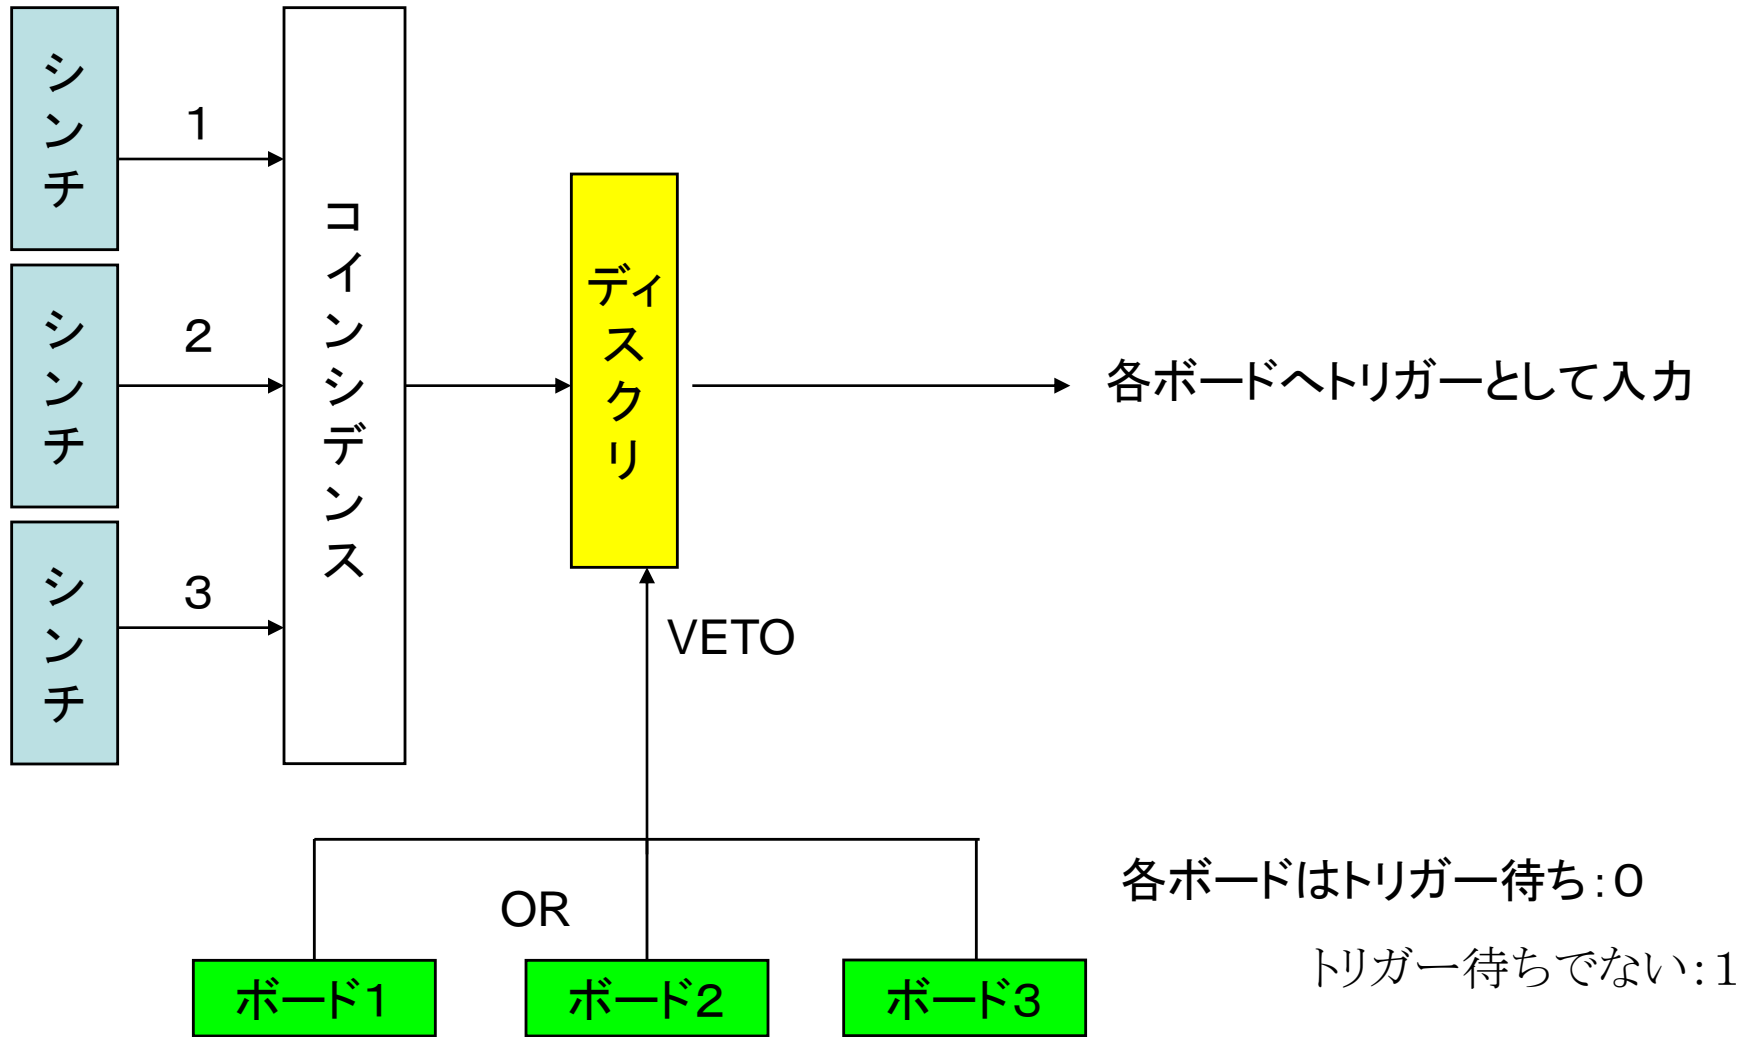 シンチ
1
シンチ
2
シンチ
3
コインシデンス
ディスクリ
各ボードへトリガーとして入力
VETO
OR
ボード1
ボード2
ボード3
各ボードはトリガー待ち:0
トリガー待ちでない:1